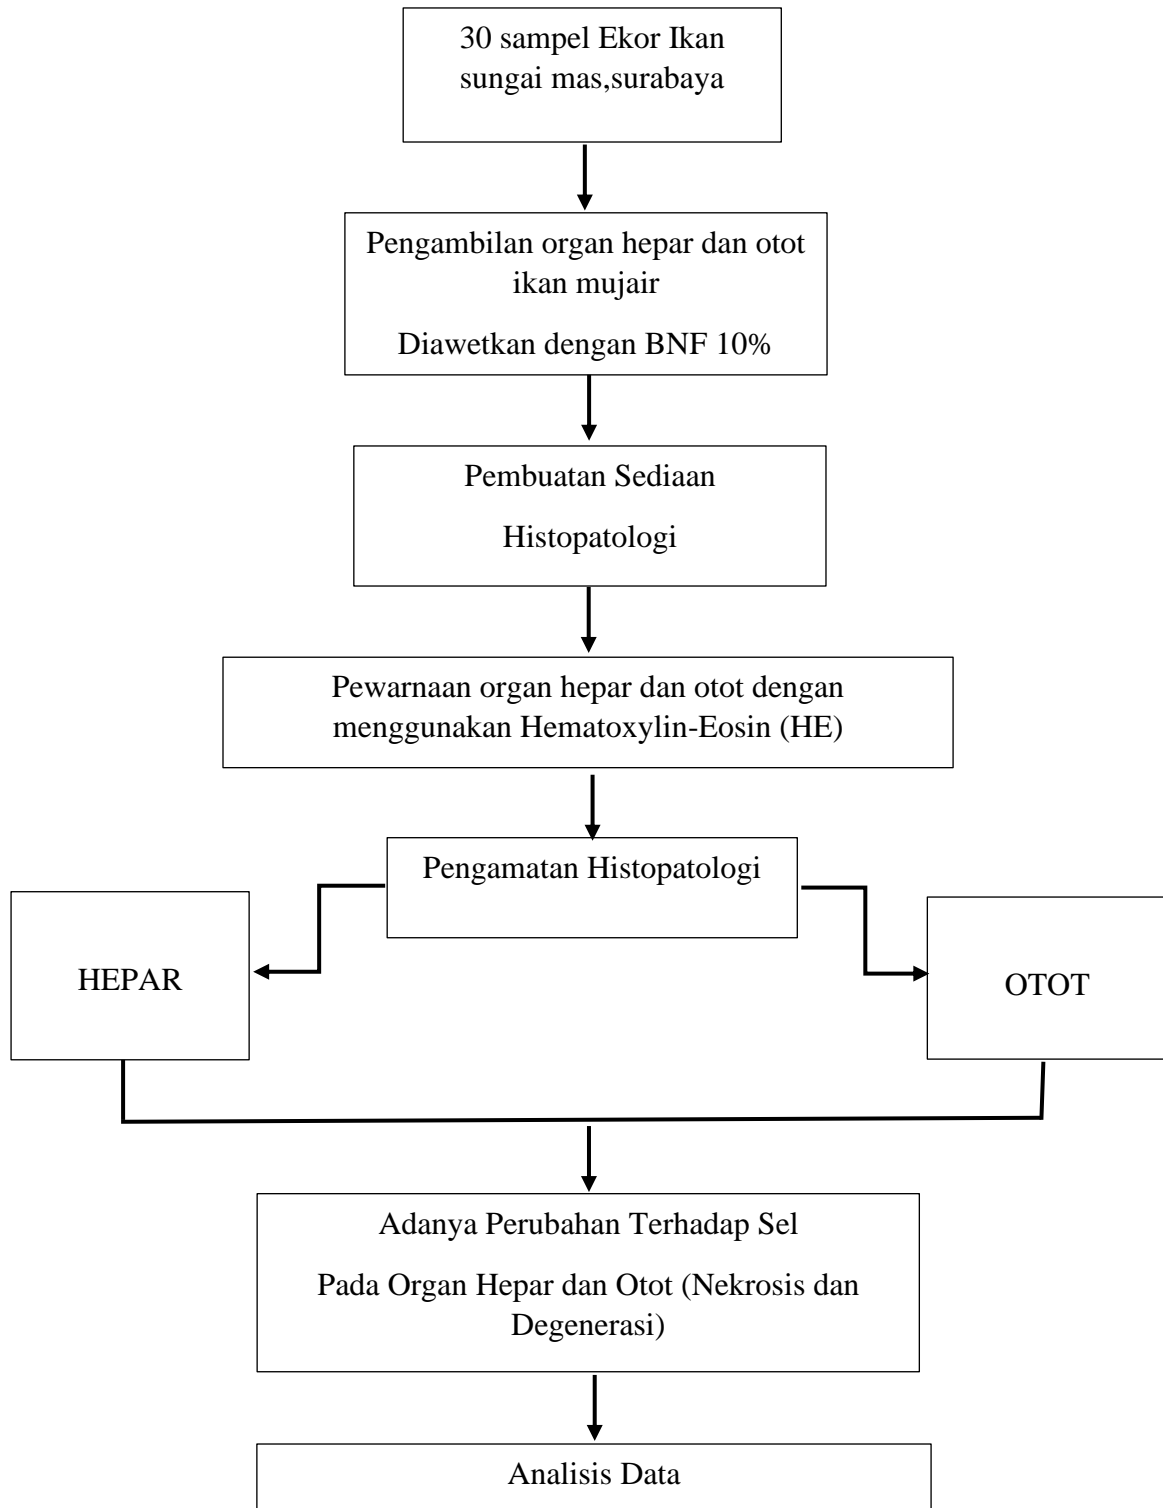 30 sampel Ekor Ikan
sungai mas,surabaya
Pengambilan organ hepar dan otot
ikan mujair
Diawetkan dengan BNF 10%
Pembuatan Sediaan
Histopatologi
Pewarnaan organ hepar dan otot dengan
menggunakan Hematoxylin-Eosin (HE)
Pengamatan Histopatologi
HEPAR
OTOT
Adanya Perubahan Terhadap Sel
Pada Organ Hepar dan Otot (Nekrosis dan
Degenerasi)
Analisis Data